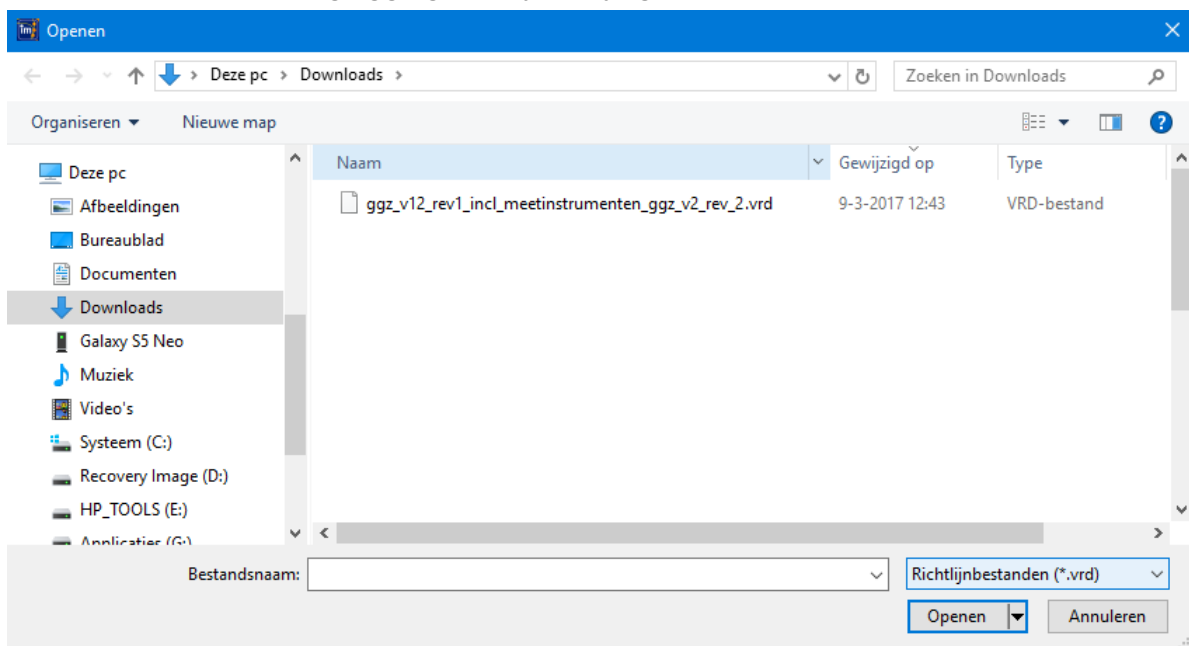 Openen
Deze pc > Downloads >
Zoeken in Downloads
Organiseren
Nieuwe map
Naam
Gewijzigd op
Type
ggz_v12_rev1_incl_meetinstrumenten_ggz_v2_rev_2.vrd
9-3-2017 12:43
VRD-bestand
Deze pc
Afbeeldingen
Bureaublad
Documenten
Downloads
Galaxy S5 Neo
Muziek
Video's
Systeem (C:)
Recovery Image (D:)
HP_TOOLS (E:)
Applicaties (G:)
Bestandsnaam:
Richtlijnbestanden (*.vrd)
Openen
Annuleren